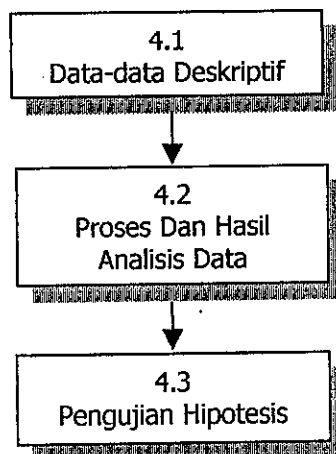 4.1
Data-data Deskriptif
4.2
Proses Dan Hasil
Analisis Data
4.3
Pengujian Hipotesis